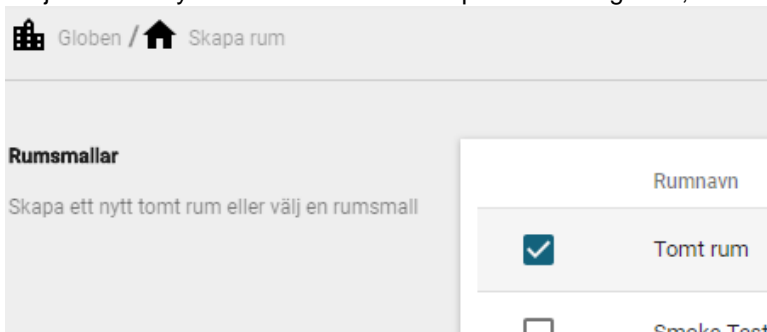 Globen / Skapa rum
Rumsmallar
Skapa ett nytt tomt rum eller välj en rumsmall
Rumnavn
Tomt rum